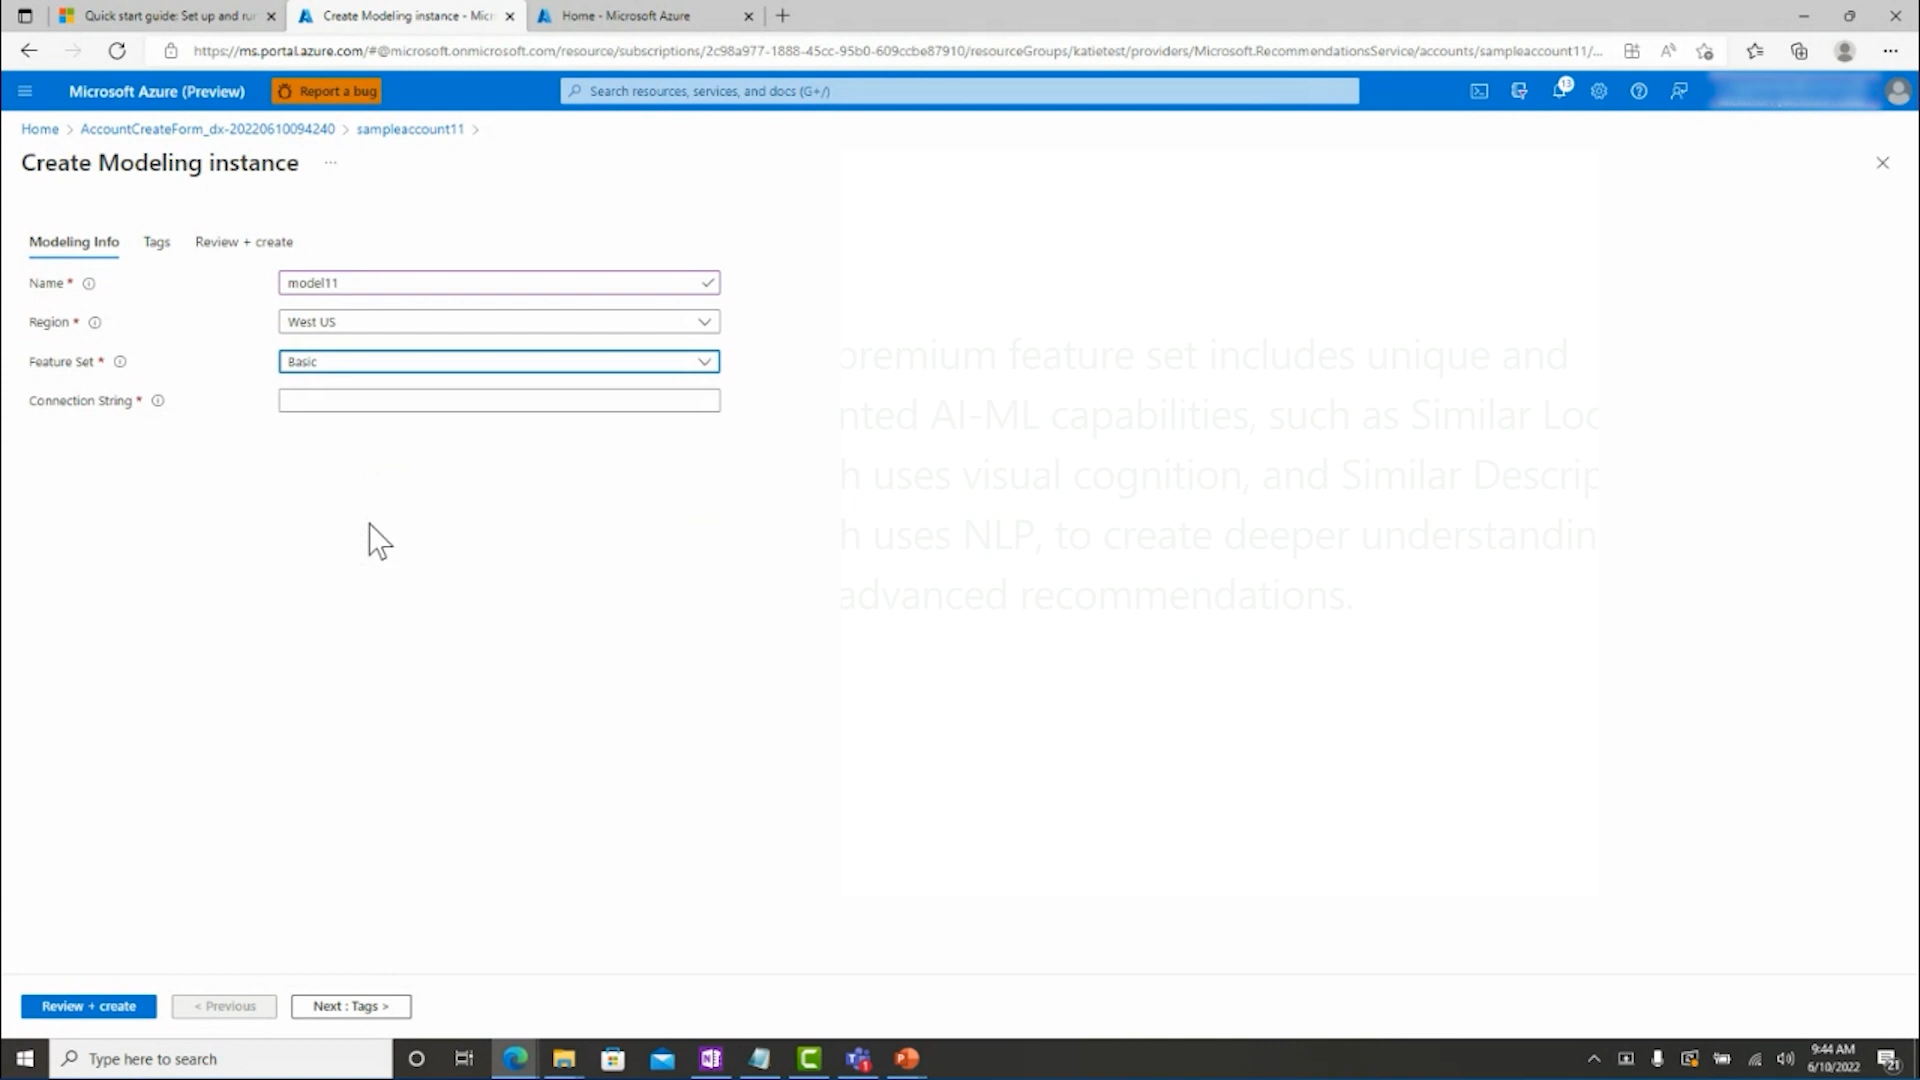 Quick start guide: Set up and ru
Create Modeling instance - Micr
Home - Microsoft Azure
https://ms.portal.azure.com/#@microsoft.onmicrosoft.com/resource/subscriptions/2c98a977-1888-45cc-95b0-609ccbe87910/resourceGroups/katietest/providers/Microsoft.RecommendationsService/accounts/sampleaccount11/...
Microsoft Azure (Preview)
Report a bug
Search resources, services, and docs (G+/)
13
Home > AccountCreateForm_dx-20220610094240 > sampleaccount11 >
Create Modeling instance ...
Modeling Info Tags Review + create
Name * model11
Region * West US
Feature Set * Basic
Connection String *
premium feature set includes unique and
nted AI-ML capabilities, such as Similar Loo
h uses visual cognition, and Similar Descrip
h uses NLP, to create deeper understandin
advanced recommendations.
Review + create
< Previous
Next : Tags >
Type here to search
9:44 AM
6/10/2022
21